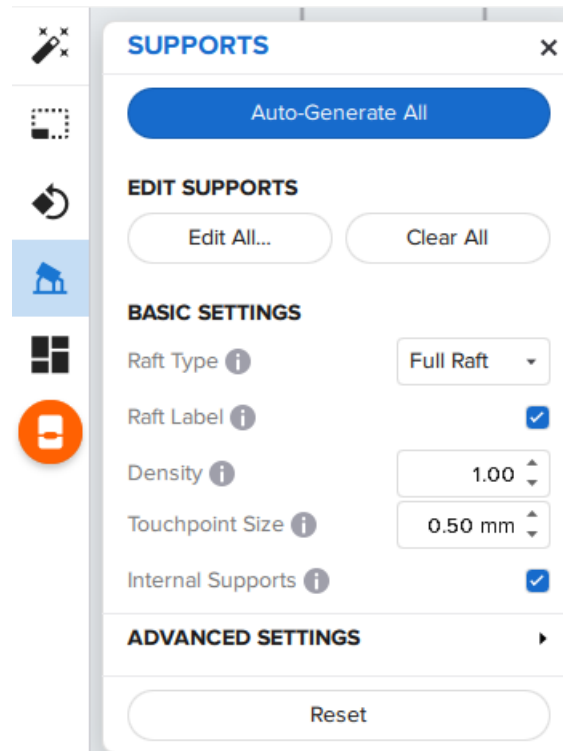 SUPPORTS
Auto-Generate All
EDIT SUPPORTS
Edit All... Clear All
BASIC SETTINGS
Raft Type Full Raft
Raft Label
Density 1.00
Touchpoint Size 0.50 mm
Internal Supports
ADVANCED SETTINGS
Reset